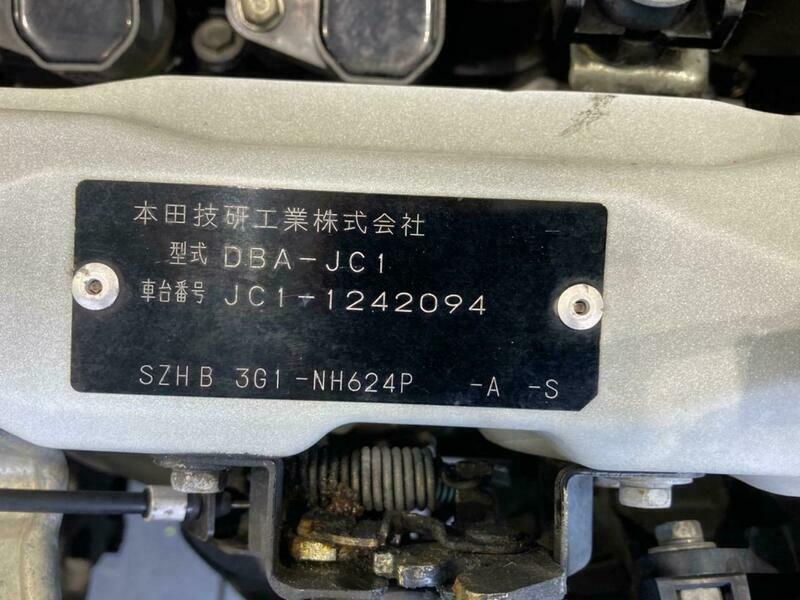 本田技研工業株式会社
型式 DBA-JC1
車台番号 JC1-1242094
SZHB 3G1-NH624P -A -S